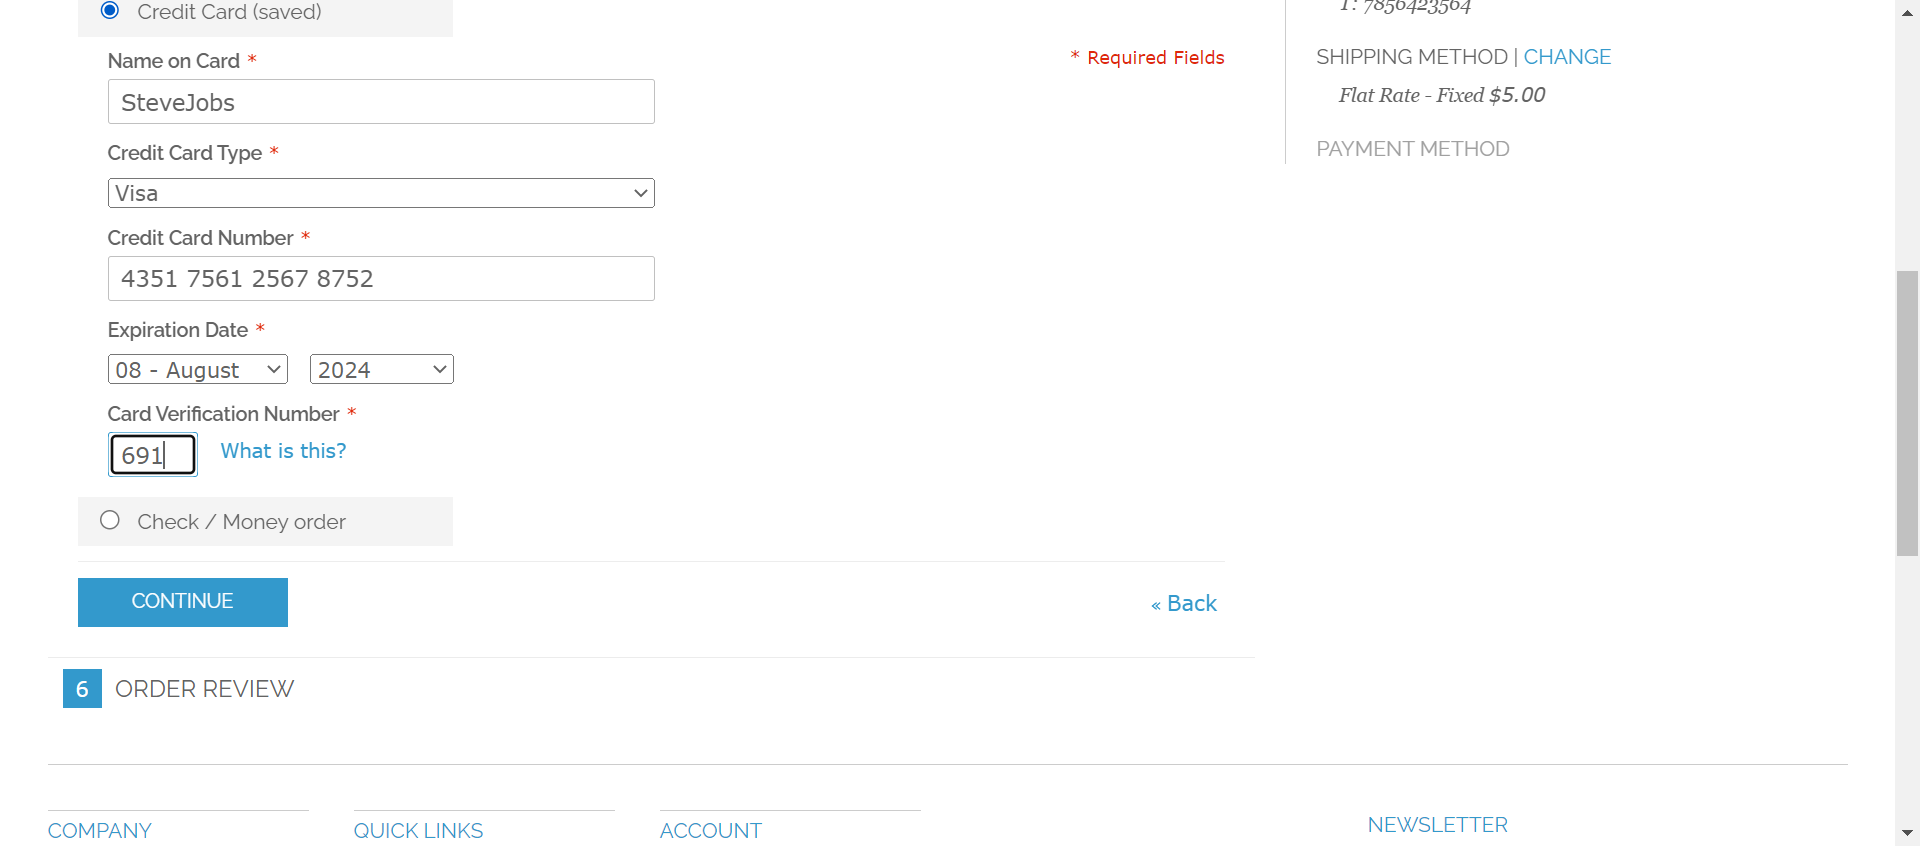 Credit Card (saved)
Name on Card *
* Required Fields
SteveJobs
Credit Card Type *
Visa
Credit Card Number *
4351 7561 2567 8752
Expiration Date *
08 - August
2024
Card Verification Number *
691
What is this?
Check / Money order
CONTINUE
« Back
6 ORDER REVIEW
T: 7856423564
SHIPPING METHOD | CHANGE
Flat Rate - Fixed $5.00
PAYMENT METHOD
COMPANY
QUICK LINKS
ACCOUNT
NEWSLETTER